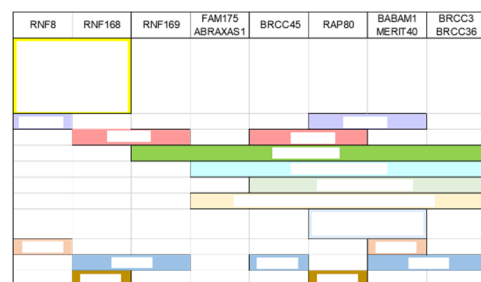 RNF8 RNF168 RNF169 FAM175 BRCC45 RAP80 BABAM1 BRCC3
ABRAXAS1 MERIT40 BRCC36